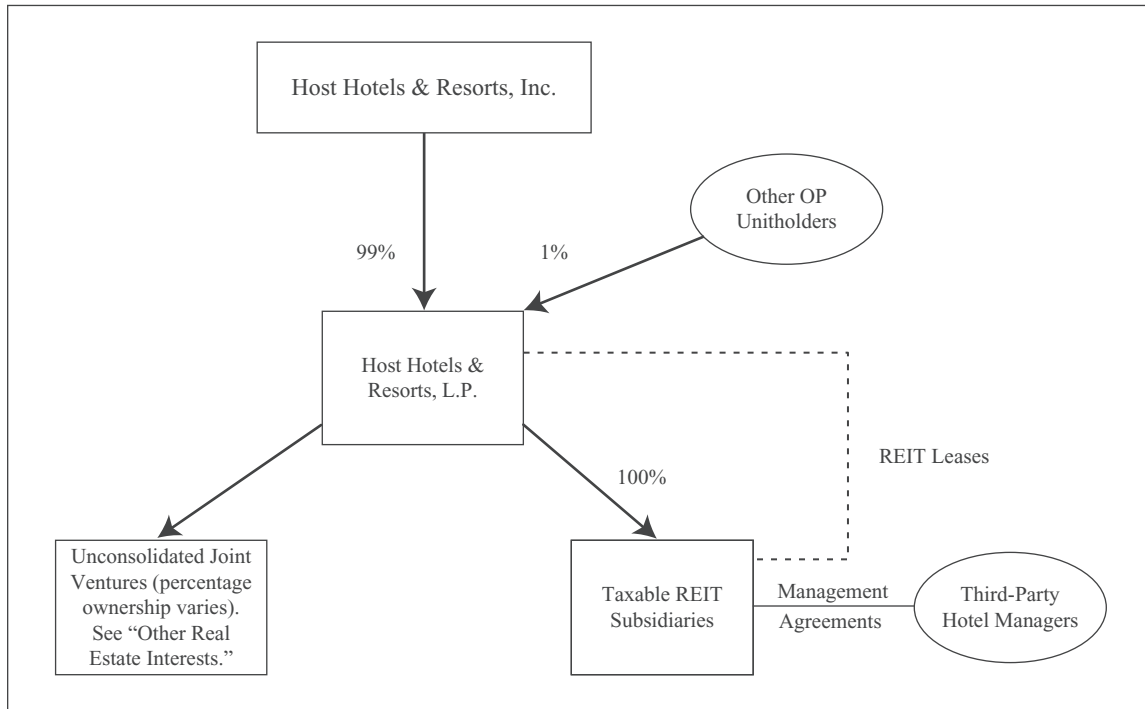 Host Hotels & Resorts, Inc.
Other OP
Unitholders
99%
1%
Host Hotels &
Resorts, L.P.
REIT Leases
100%
Unconsolidated Joint
Ventures (percentage
ownership varies).
See “Other Real
Estate Interests.”
Taxable REIT
Subsidiaries
Management
Agreements
Third-Party
Hotel Managers